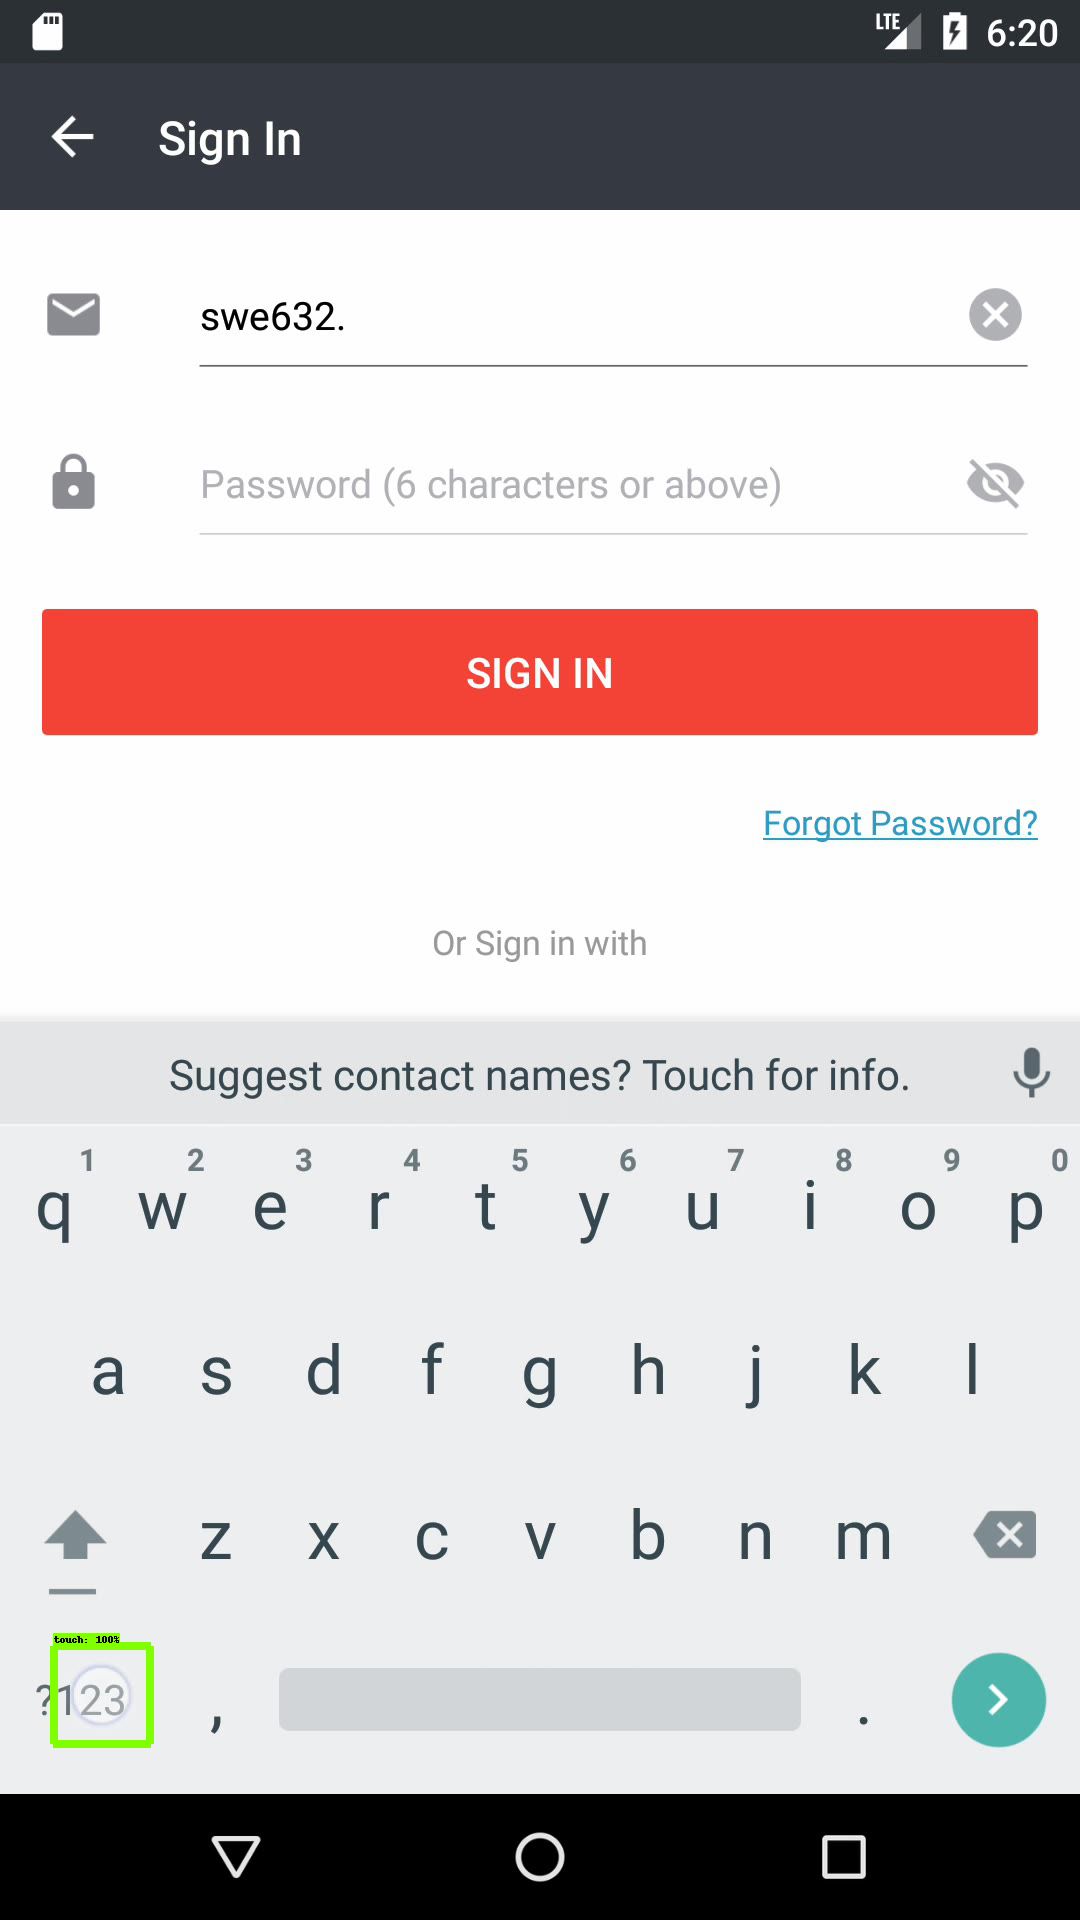 LTE 6:20
Sign In
swe632.
Password (6 characters or above)
SIGN IN
Forgot Password?
Or Sign in with
Suggest contact names? Touch for info.
1 2 3 4 5 6 7 8 9 0
q w e r t y u i o p
a s d f g h j k l
z x c v b n m
touch: 100%
?123 , .